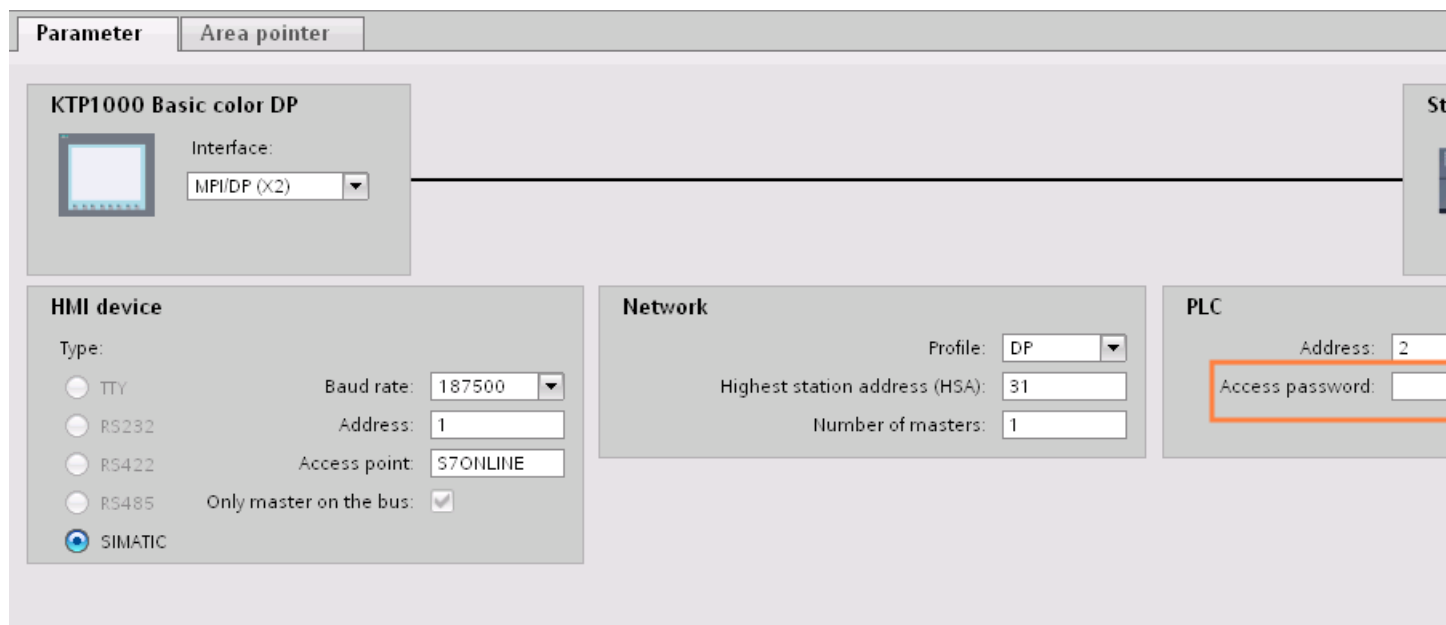 Parameter
Area pointer
KTP1000 Basic color DP
Interface:
MPI/DP (X2)
HMI device
Type:
TTY
RS232
RS422
RS485
SIMATIC
Baud rate: 187500
Address: 1
Access point: S7ONLINE
Only master on the bus:
Network
Profile: DP
Highest station address (HSA): 31
Number of masters: 1
St
PLC
Address: 2
Access password: